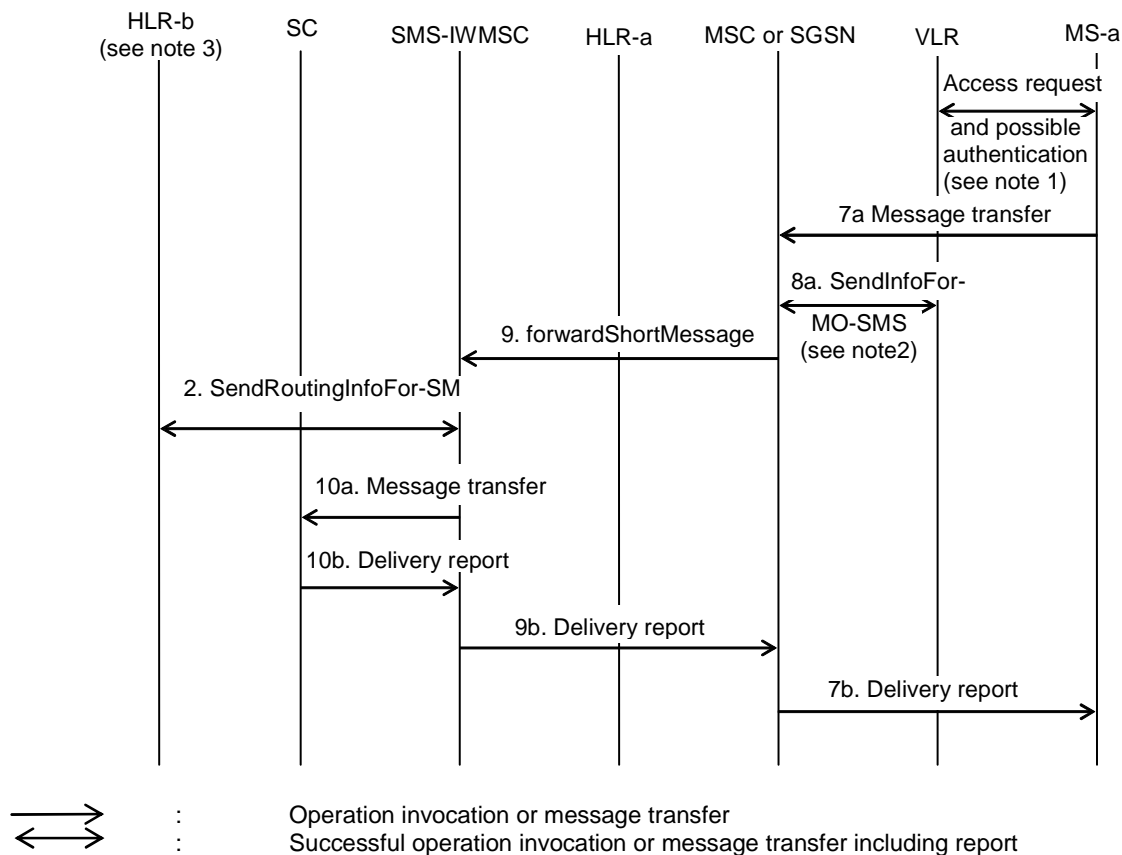 HLR-b
(see note 3)
SC
SMS-IWMSC
HLR-a
MSC or SGSN
VLR
MS-a
Access request
and possible
authentication
(see note 1)
7a Message transfer
8a. SendInfoFor-
MO-SMS
(see note2)
9. forwardShortMessage
2. SendRoutingInfoFor-SM
10a. Message transfer
10b. Delivery report
9b. Delivery report
7b. Delivery report
: Operation invocation or message transfer
: Successful operation invocation or message transfer including report